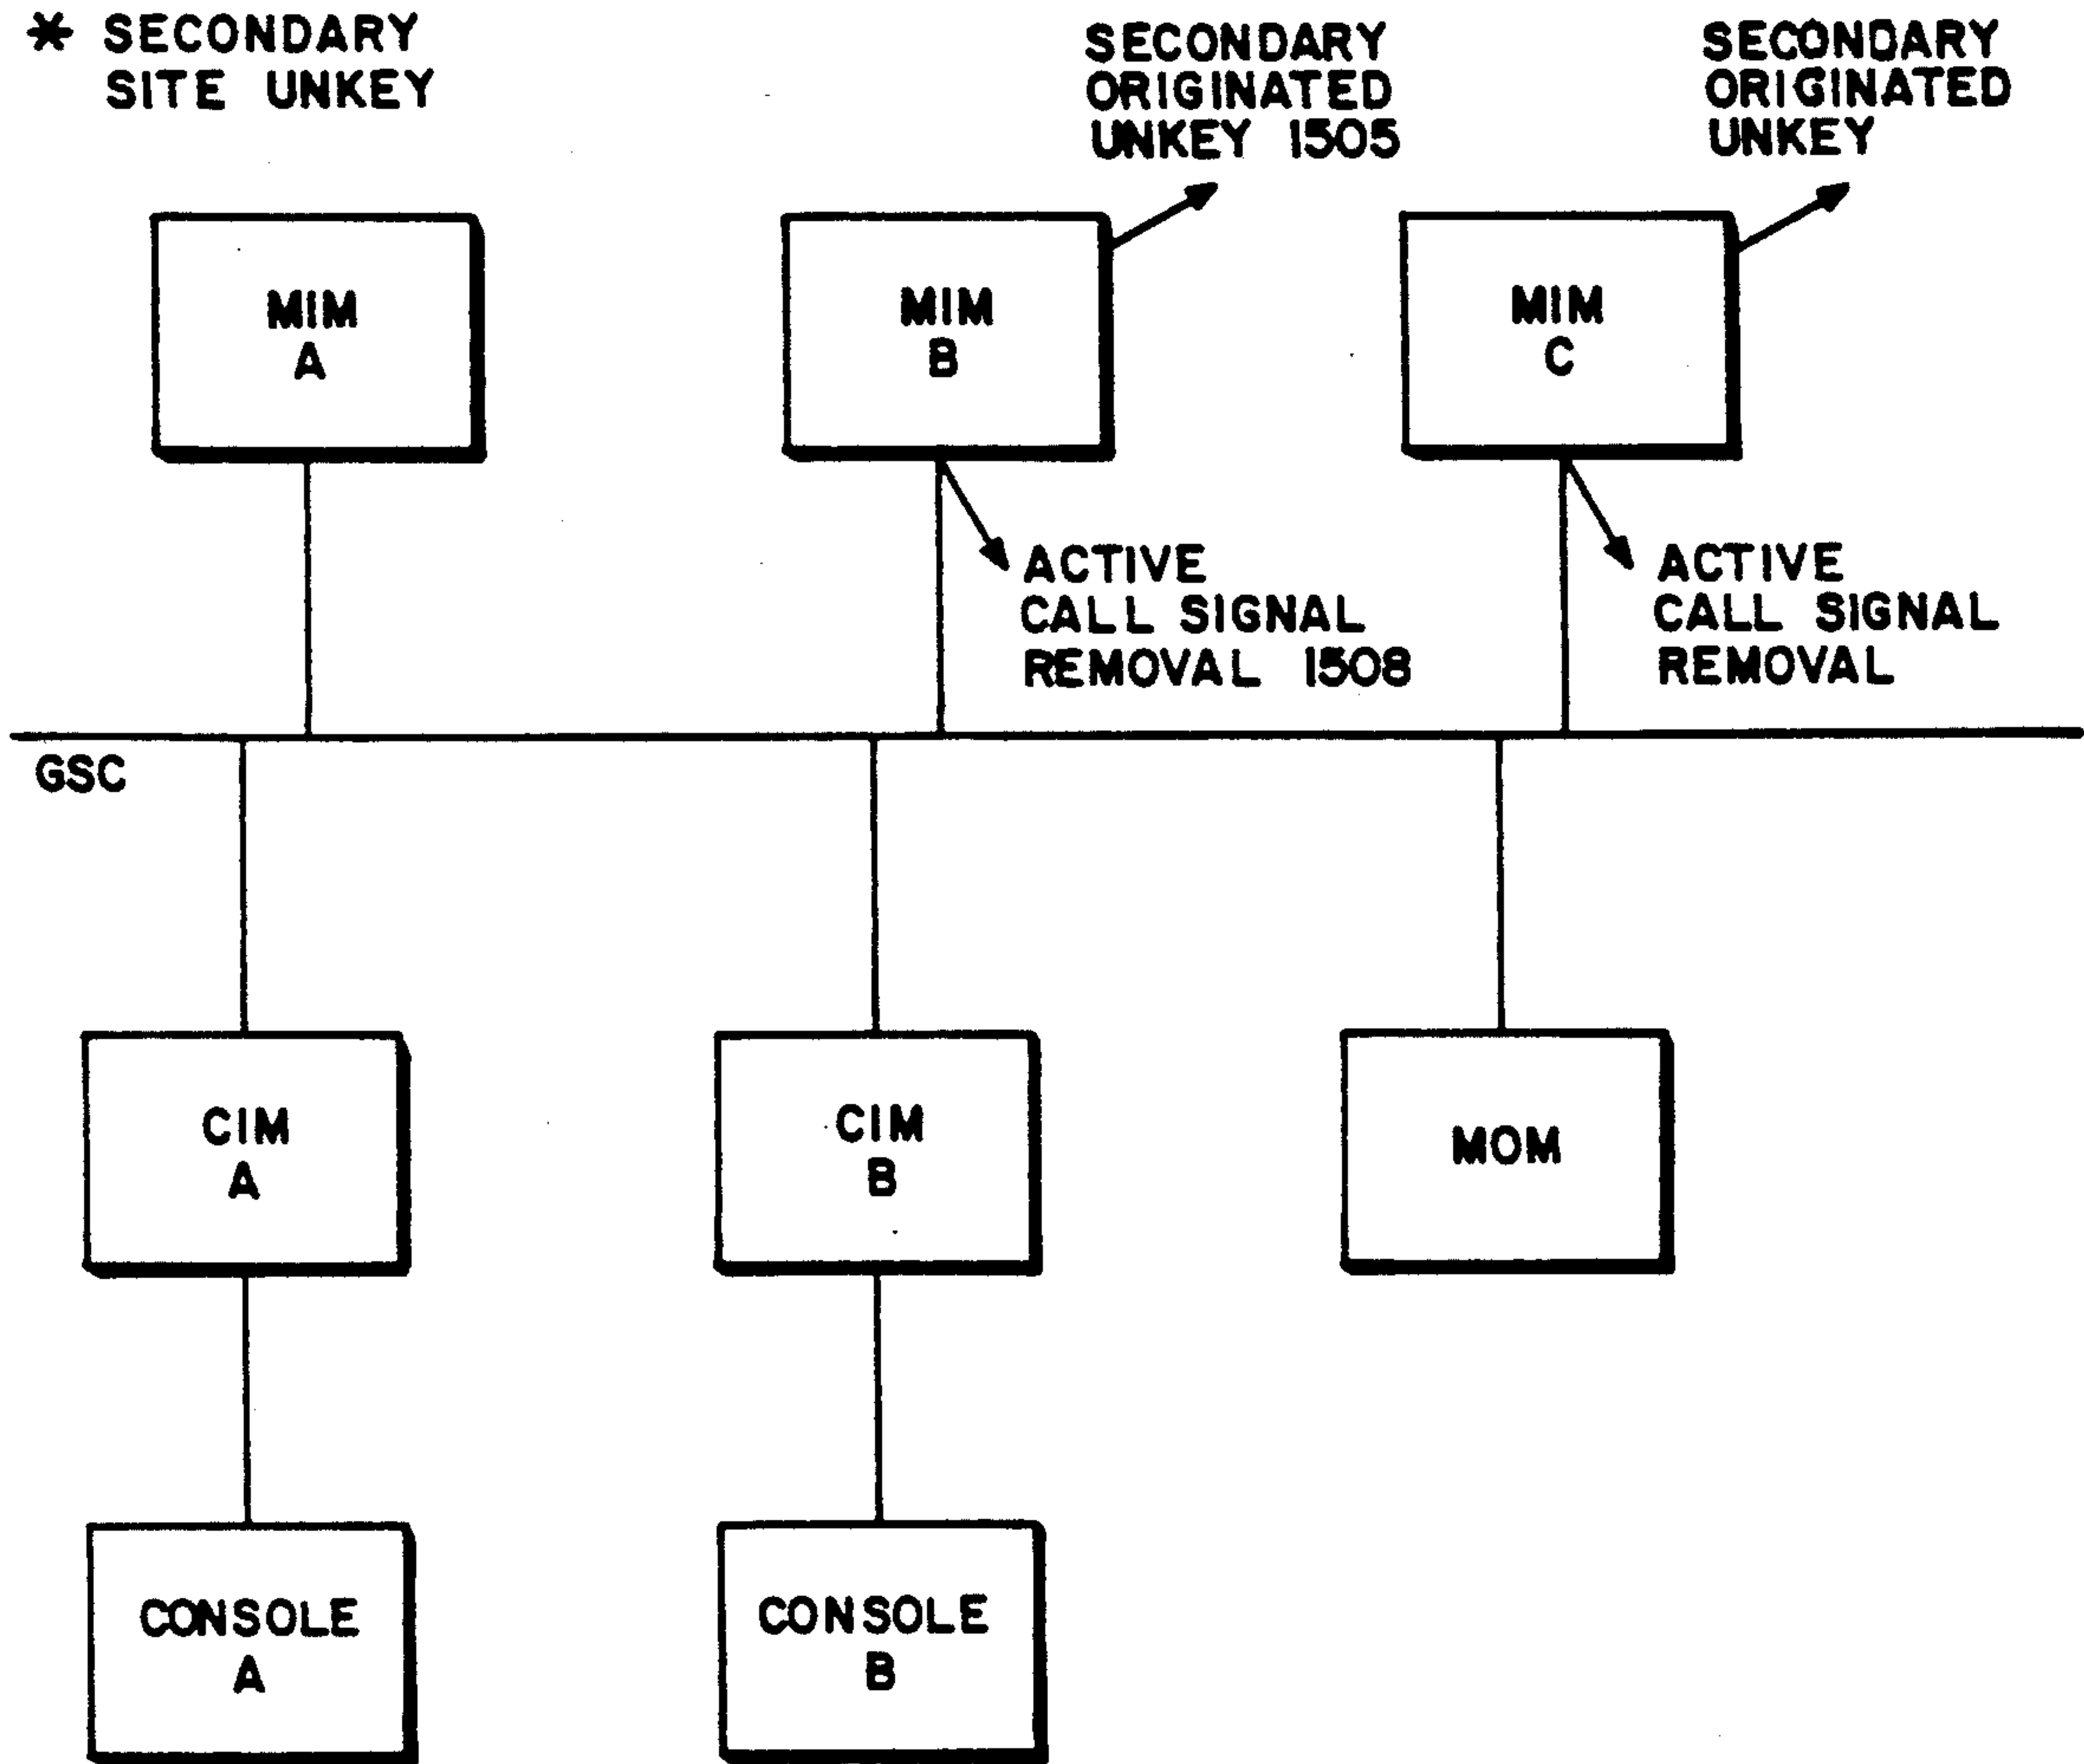 * SECONDARY
SITE UNKEY
SECONDARY
ORIGINATED
UNKEY 1505
SECONDARY
ORIGINATED
UNKEY
MIM
A
MIM
B
MIM
C
ACTIVE
CALL SIGNAL
REMOVAL 1508
ACTIVE
CALL SIGNAL
REMOVAL
GSC
CIM
A
CIM
B
MOM
CONSOLE
A
CONSOLE
B